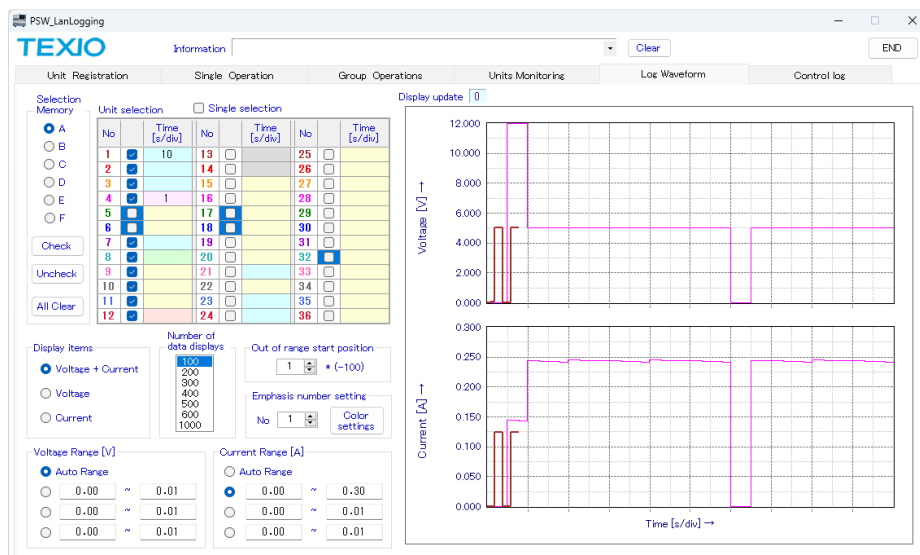 PSW_LanLogging
TEXIO
Information
Clear
END
Unit Registration
Single Operation
Group Operations
Units Monitoring
Log Waveform
Control log
Selection
Memory
A
B
C
D
E
F
Check
Uncheck
All Clear
Unit selection
Single selection
No Time [s/div] No Time [s/div] No Time [s/div]
1 10 13 25
2 14 26
3 15 27
4 1 16 28
5 17 29
6 18 30
7 19 31
8 20 32
9 21 33
10 22 34
11 23 35
12 24 36
Display items
Voltage + Current
Voltage
Current
Number of
data displays
100
200
300
400
500
600
1000
Out of range start position
1 * (-100)
Emphasis number setting
No 1
Color
settings
Voltage Range [V]
Auto Range
0.00 ~ 0.01
0.00 ~ 0.01
0.00 ~ 0.01
Current Range [A]
Auto Range
0.00 ~ 0.30
0.00 ~ 0.01
0.00 ~ 0.01
Display update 0
Voltage [V] →
12.000
10.000
8.000
6.000
4.000
2.000
0.000
Current [A] →
0.300
0.250
0.200
0.150
0.100
0.050
0.000
Time [s/div] →